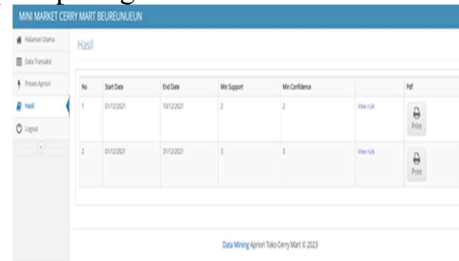 MINI MARKET CERRY MART BEUREUNUEUN
Halaman Utama
Data Transaksi
Proses Apriori
Hasil
Logout
Hasil
No Start Date End Date Min Support Min Confidence Pdf
1 01/12/2021 10/12/2021 2 2 View rule Print
2 01/12/2021 31/12/2021 3 3 View rule Print
Data Mining Apriori Toko Cerry Mart © 2023